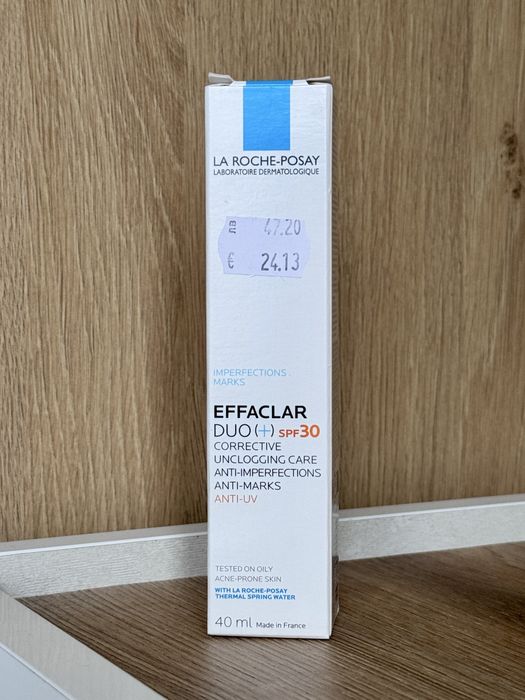 LA ROCHE-POSAY
LABORATOIRE DERMATOLOGIQUE
лв 47.20
€ 24.13
IMPERFECTIONS.
MARKS
EFFACLAR
DUO(+) SPF30
CORRECTIVE
UNCLOGGING CARE
ANTI-IMPERFECTIONS
ANTI-MARKS
ANTI-UV
TESTED ON OILY
ACNE-PRONE SKIN
WITH LA ROCHE-POSAY
THERMAL SPRING WATER
40 ml Made in France